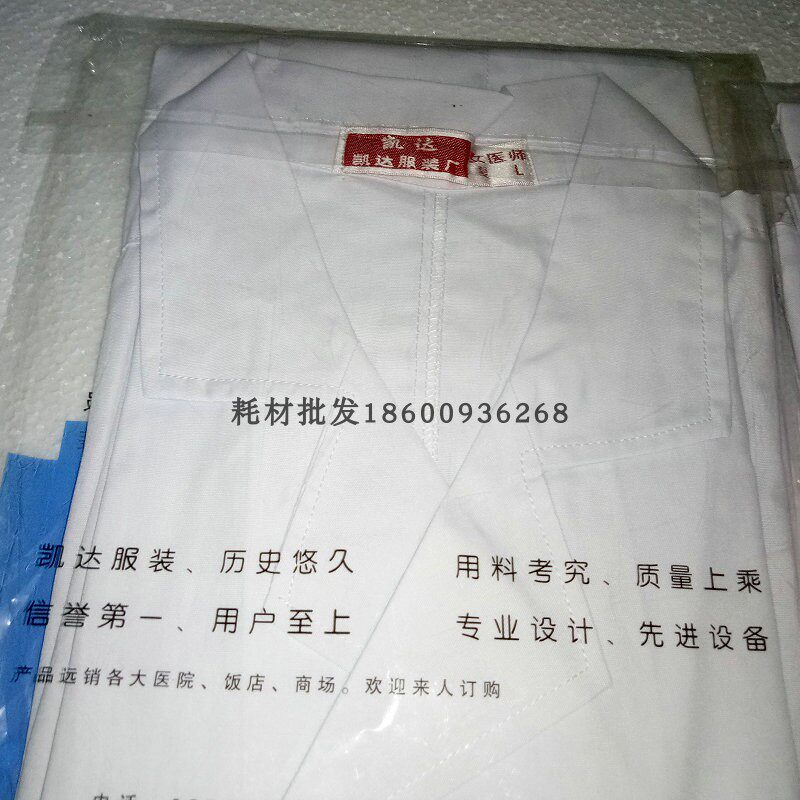 凯达
凯达服装厂
女医师
L
耗材批发18600936268
凯达服装、历史悠久
用料考究、质量上乘
信誉第一、用户至上
专业设计、先进设备
产品远销各大医院、饭店、商场。欢迎来人订购